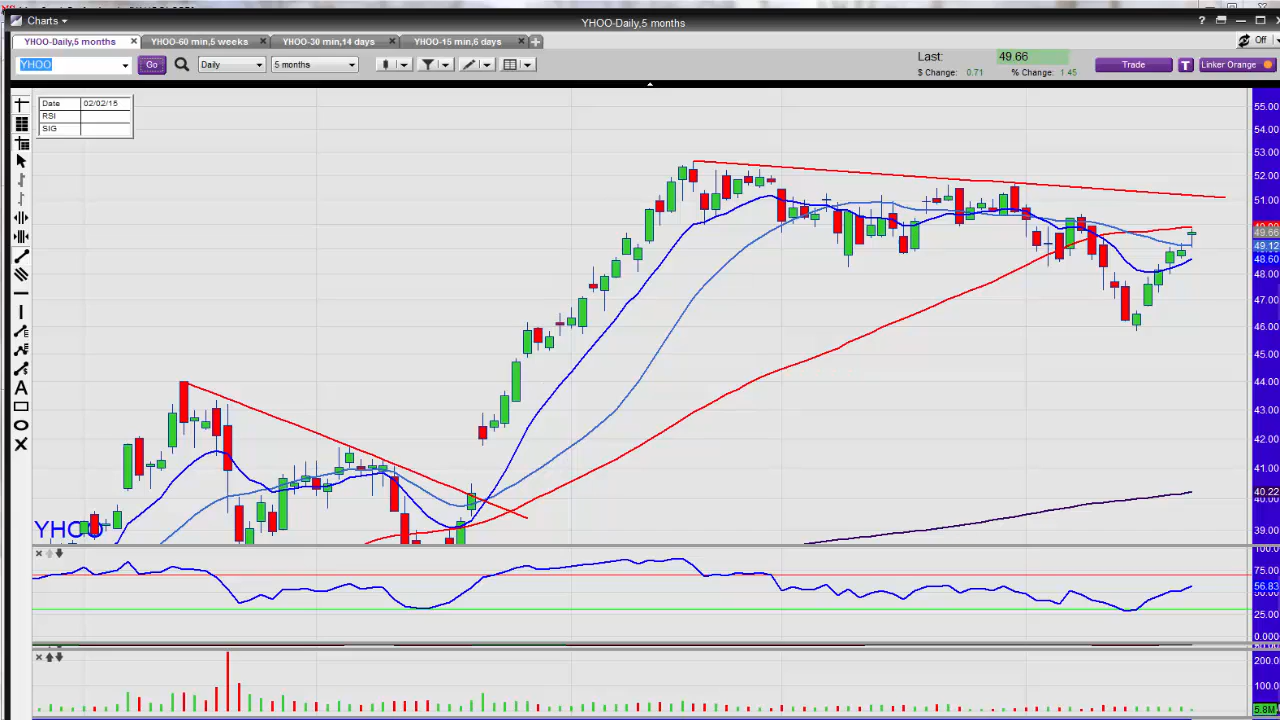 Charts
YHOO-Daily,5 months
YHOO-Daily,5 months
YHOO-60 min,5 weeks
YHOO-30 min,14 days
YHOO-15 min,6 days
Off
YHOO
Go
Daily
5 months
Last: 49.66
$ Change: 0.71 % Change: 1.45
Trade
T
Linker Orange
Date 02/02/15
RSI
SIG
A
55.00
54.00
53.00
52.00
51.00
49.66
49.12
48.60
48.00
47.00
46.00
45.00
44.00
43.00
42.00
41.00
40.22
40.00
39.00
YHOO
100.0
75.00
56.83
25.00
0.000
200.0
100.0
5.8M